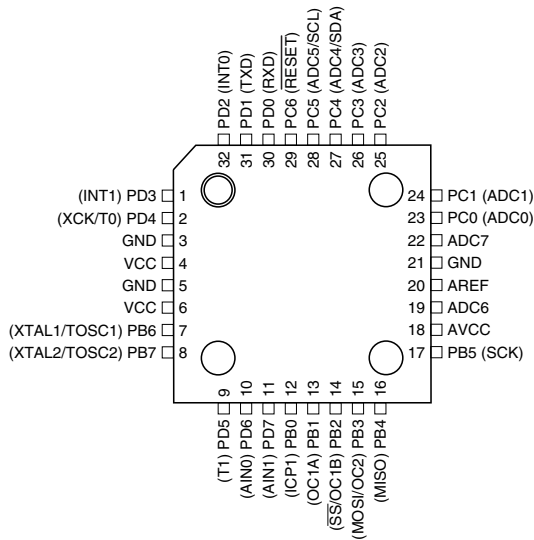 PD2 (INT0)
PD1 (TXD)
PD0 (RXD)
PC6 (RESET)
PC5 (ADC5/SCL)
PC4 (ADC4/SDA)
PC3 (ADC3)
PC2 (ADC2)
32
31
30
29
28
27
26
25
(INT1) PD3 1
(XCK/T0) PD4 2
GND 3
VCC 4
GND 5
VCC 6
(XTAL1/TOSC1) PB6 7
(XTAL2/TOSC2) PB7 8
24 PC1 (ADC1)
23 PC0 (ADC0)
22 ADC7
21 GND
20 AREF
19 ADC6
18 AVCC
17 PB5 (SCK)
9
10
11
12
13
14
15
16
(T1) PD5
(AIN0) PD6
(AIN1) PD7
(ICP1) PB0
(OC1A) PB1
(SS/OC1B) PB2
(MOSI/OC2) PB3
(MISO) PB4